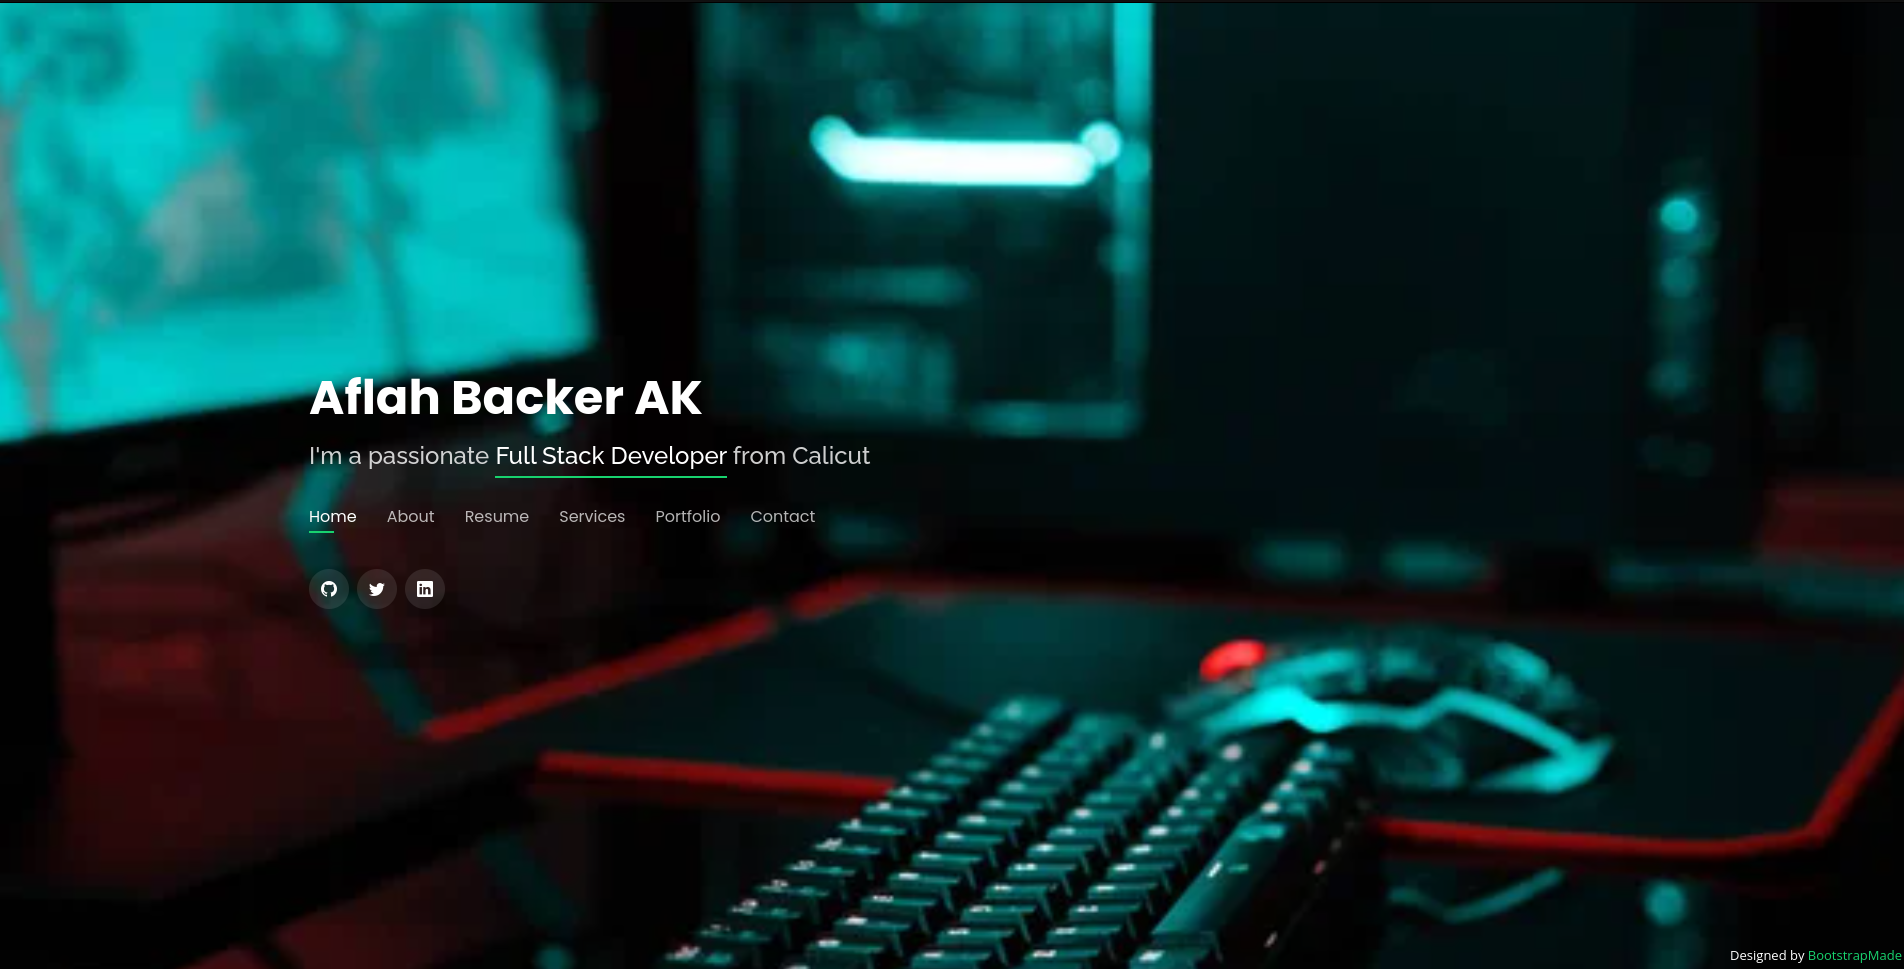 Aflah Backer AK
I'm a passionate Full Stack Developer from Calicut
Home About Resume Services Portfolio Contact
Designed by BootstrapMade